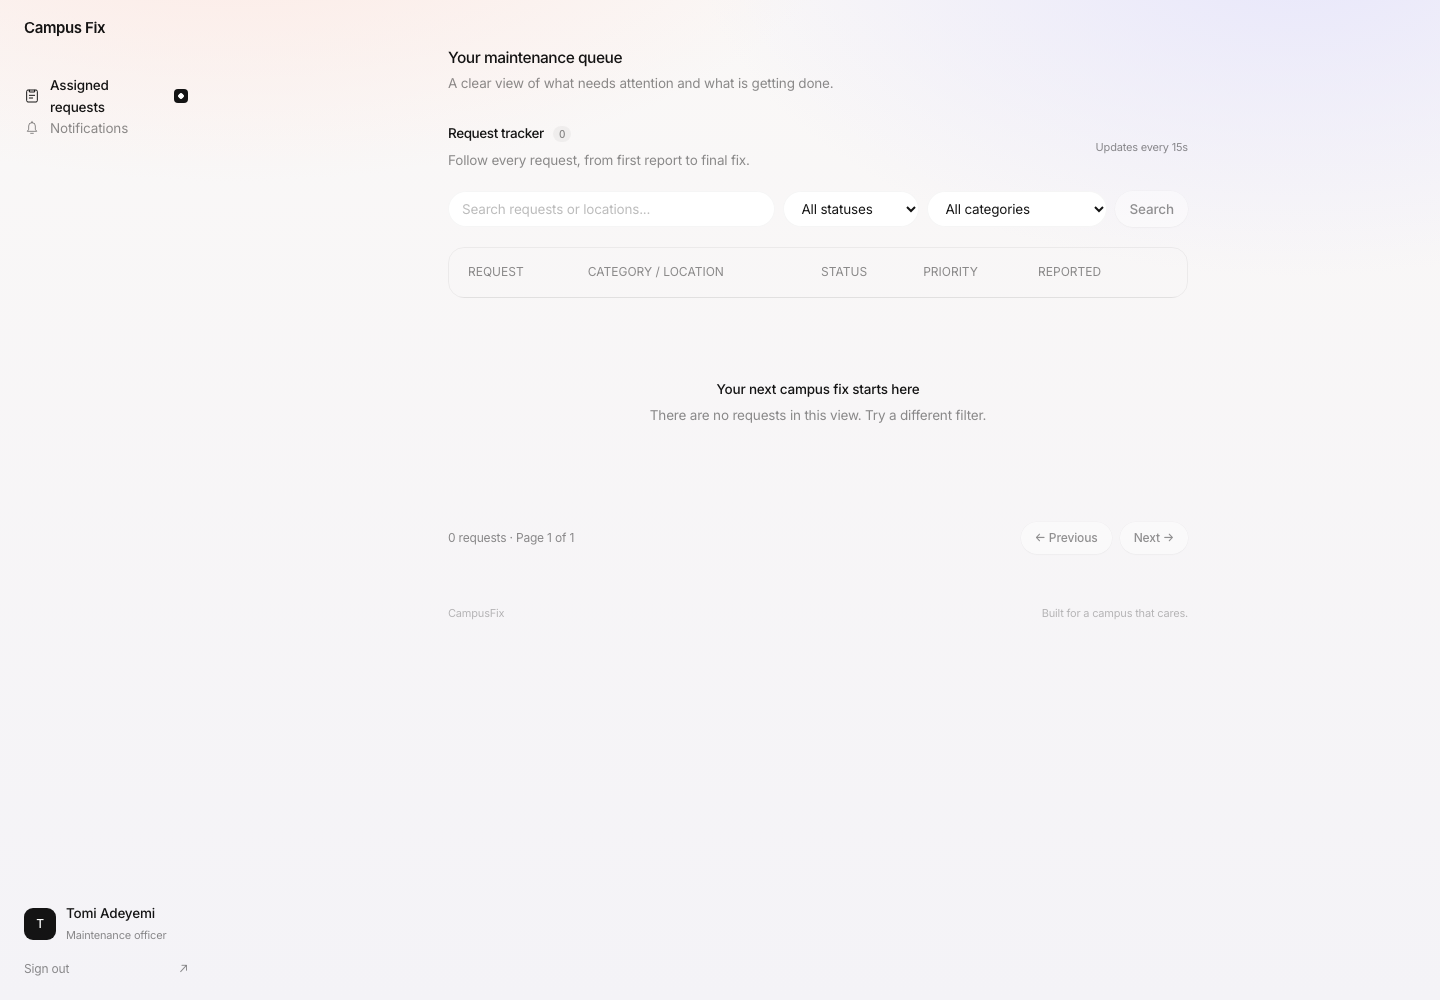 Campus Fix
Assigned
requests
Notifications
Your maintenance queue
A clear view of what needs attention and what is getting done.
Request tracker 0
Follow every request, from first report to final fix.
Updates every 15s
Search requests or locations...
All statuses
All categories
Search
REQUEST CATEGORY / LOCATION STATUS PRIORITY REPORTED
Your next campus fix starts here
There are no requests in this view. Try a different filter.
0 requests · Page 1 of 1
← Previous
Next →
CampusFix
Built for a campus that cares.
T
Tomi Adeyemi
Maintenance officer
Sign out ↗